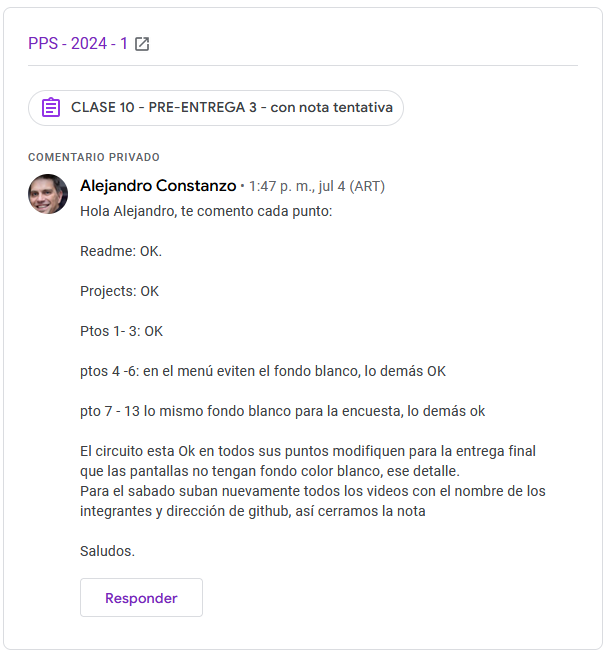 PPS - 2024 - 1
CLASE 10 - PRE-ENTREGA 3 - con nota tentativa
COMENTARIO PRIVADO
Alejandro Constanzo • 1:47 p. m., jul 4 (ART)
Hola Alejandro, te comento cada punto:
Readme: OK.
Projects: OK
Ptos 1- 3: OK
ptos 4 -6: en el menú eviten el fondo blanco, lo demás OK
pto 7 - 13 lo mismo fondo blanco para la encuesta, lo demás ok
El circuito esta Ok en todos sus puntos modifiquen para la entrega final
que las pantallas no tengan fondo color blanco, ese detalle.
Para el sabado suban nuevamente todos los videos con el nombre de los
integrantes y dirección de github, así cerramos la nota
Saludos.
Responder